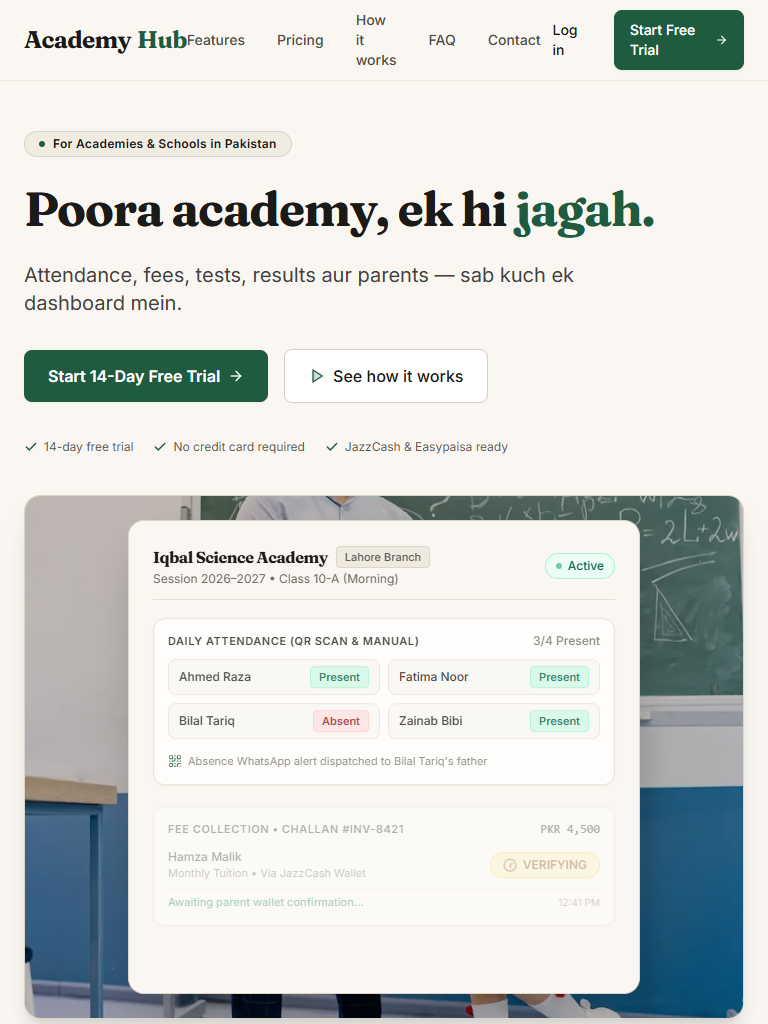 Academy Hub
Features
Pricing
How it works
FAQ
Contact
Log in
Start Free Trial
For Academies & Schools in Pakistan
Poora academy, ek hi jagah.
Attendance, fees, tests, results aur parents — sab kuch ek
dashboard mein.
Start 14-Day Free Trial
See how it works
14-day free trial
No credit card required
JazzCash & Easypaisa ready
Iqbal Science Academy
Lahore Branch
Session 2026–2027 • Class 10-A (Morning)
Active
DAILY ATTENDANCE (QR SCAN & MANUAL)
3/4 Present
Ahmed Raza
Present
Fatima Noor
Present
Bilal Tariq
Absent
Zainab Bibi
Present
Absence WhatsApp alert dispatched to Bilal Tariq's father
FEE COLLECTION • CHALLAN #INV-8421
PKR 4,500
Hamza Malik
Monthly Tuition • Via JazzCash Wallet
VERIFYING
Awaiting parent wallet confirmation...
12:41 PM
= 2L+2w